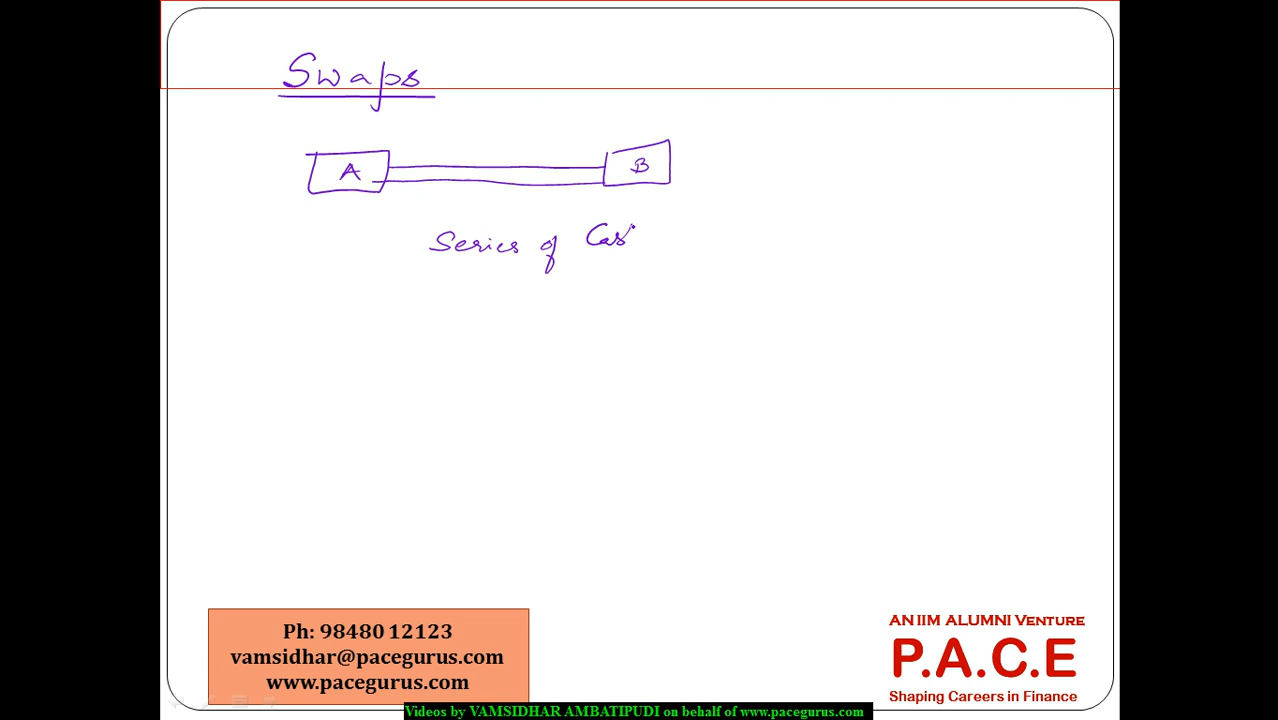 Swaps
A
B
Series of Cas
Ph: 98480 12123
vamsidhar@pacegurus.com
www.pacegurus.com
AN IIM ALUMNI VENTURE
P.A.C.E
Shaping Careers in Finance
Videos by VAMSIDHAR AMBATIPUDI on behalf of www.pacegurus.com